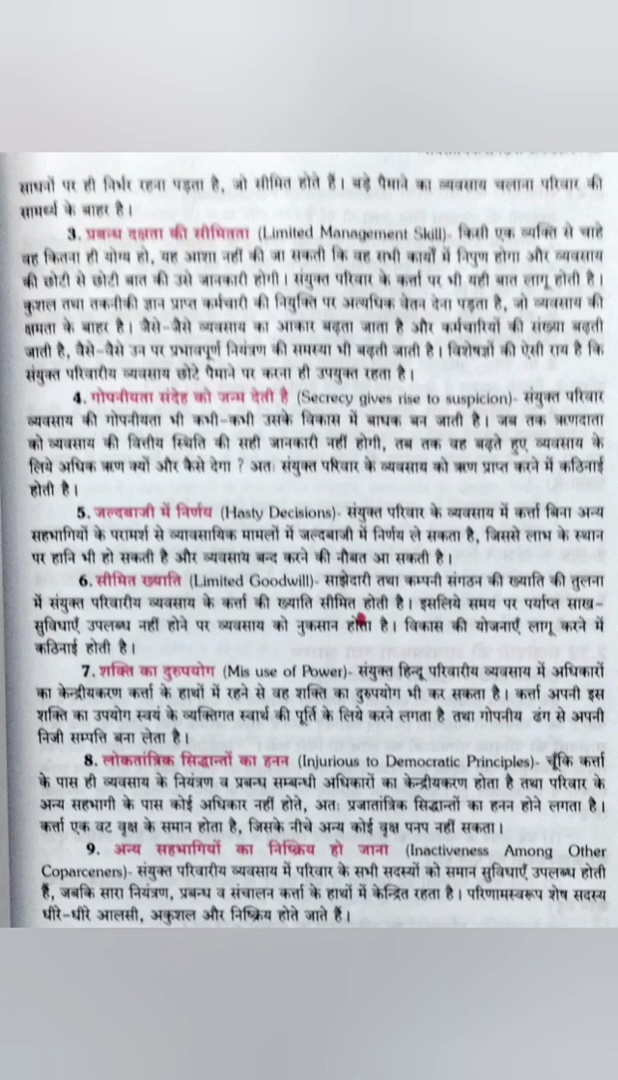 साधनों पर ही निर्भर रहना पड़ता है, जो सीमित होते हैं। बड़े पैमाने का व्यवसाय चलाना परिवार की
सामर्थ्य के बाहर है।
3. प्रबन्ध दक्षता की सीमितता (Limited Management Skill)- किसी एक व्यक्ति से चाहे
वह कितना ही योग्य हो, यह आशा नहीं की जा सकती कि वह सभी कार्यों में निपुण होगा और व्यवसाय
की छोटी से छोटी बात की उसे जानकारी होगी। संयुक्त परिवार के कर्त्ता पर भी यही बात लागू होती है।
कुशल तथा तकनीकी ज्ञान प्राप्त कर्मचारी की नियुक्ति पर अत्यधिक वेतन देना पड़ता है, जो व्यवसाय की
क्षमता के बाहर है। जैसे-जैसे व्यवसाय का आकार बढ़ता जाता है और कर्मचारियों की संख्या बढ़ती
जाती है, वैसे-वैसे उन पर प्रभावपूर्ण नियंत्रण की समस्या भी बढ़ती जाती है। विशेषज्ञों की ऐसी राय है कि
संयुक्त परिवारीय व्यवसाय छोटे पैमाने पर करना ही उपयुक्त रहता है।
4. गोपनीयता संदेह को जन्म देती है (Secrecy gives rise to suspicion)- संयुक्त परिवार
व्यवसाय की गोपनीयता भी कभी-कभी उसके विकास में बाधक बन जाती है। जब तक ऋणदाता
को व्यवसाय की वित्तीय स्थिति की सही जानकारी नहीं होगी, तब तक वह बढ़ते हुए व्यवसाय के
लिये अधिक ऋण क्यों और कैसे देगा ? अतः संयुक्त परिवार के व्यवसाय को ऋण प्राप्त करने में कठिनाई
होती है।
5. जल्दबाजी में निर्णय (Hasty Decisions)- संयुक्त परिवार के व्यवसाय में कर्त्ता बिना अन्य
सहभागियों के परामर्श से व्यावसायिक मामलों में जल्दबाजी में निर्णय ले सकता है, जिससे लाभ के स्थान
पर हानि भी हो सकती है और व्यवसाय बन्द करने की नौबत आ सकती है।
6. सीमित ख्याति (Limited Goodwill)- साझेदारी तथा कम्पनी संगठन की ख्याति की तुलना
में संयुक्त परिवारीय व्यवसाय के कर्त्ता की ख्याति सीमित होती है। इसलिये समय पर पर्याप्त साख-
सुविधाएँ उपलब्ध नहीं होने पर व्यवसाय को नुकसान होता है। विकास की योजनाएँ लागू करने में
कठिनाई होती है।
7. शक्ति का दुरुपयोग (Mis use of Power)- संयुक्त हिन्दू परिवारीय व्यवसाय में अधिकारों
का केन्द्रीयकरण कर्त्ता के हाथों में रहने से वह शक्ति का दुरुपयोग भी कर सकता है। कर्त्ता अपनी इस
शक्ति का उपयोग स्वयं के व्यक्तिगत स्वार्थ की पूर्ति के लिये करने लगता है तथा गोपनीय ढंग से अपनी
निजी सम्पत्ति बना लेता है।
8. लोकतांत्रिक सिद्धान्तों का हनन (Injurious to Democratic Principles)- चूँकि कर्त्ता
के पास ही व्यवसाय के नियंत्रण व प्रबन्ध सम्बन्धी अधिकारों का केन्द्रीयकरण होता है तथा परिवार के
अन्य सहभागी के पास कोई अधिकार नहीं होते, अतः प्रजातांत्रिक सिद्धान्तों का हनन होने लगता है।
कर्त्ता एक वट वृक्ष के समान होता है, जिसके नीचे अन्य कोई वृक्ष पनप नहीं सकता।
9. अन्य सहभागियों का निष्क्रिय हो जाना (Inactiveness Among Other
Coparceners)- संयुक्त परिवारीय व्यवसाय में परिवार के सभी सदस्यों को समान सुविधाएँ उपलब्ध होती
हैं, जबकि सारा नियंत्रण, प्रबन्ध व संचालन कर्त्ता के हाथों में केन्द्रित रहता है। परिणामस्वरूप शेष सदस्य
धीरे-धीरे आलसी, अकुशल और निष्क्रिय होते जाते हैं।